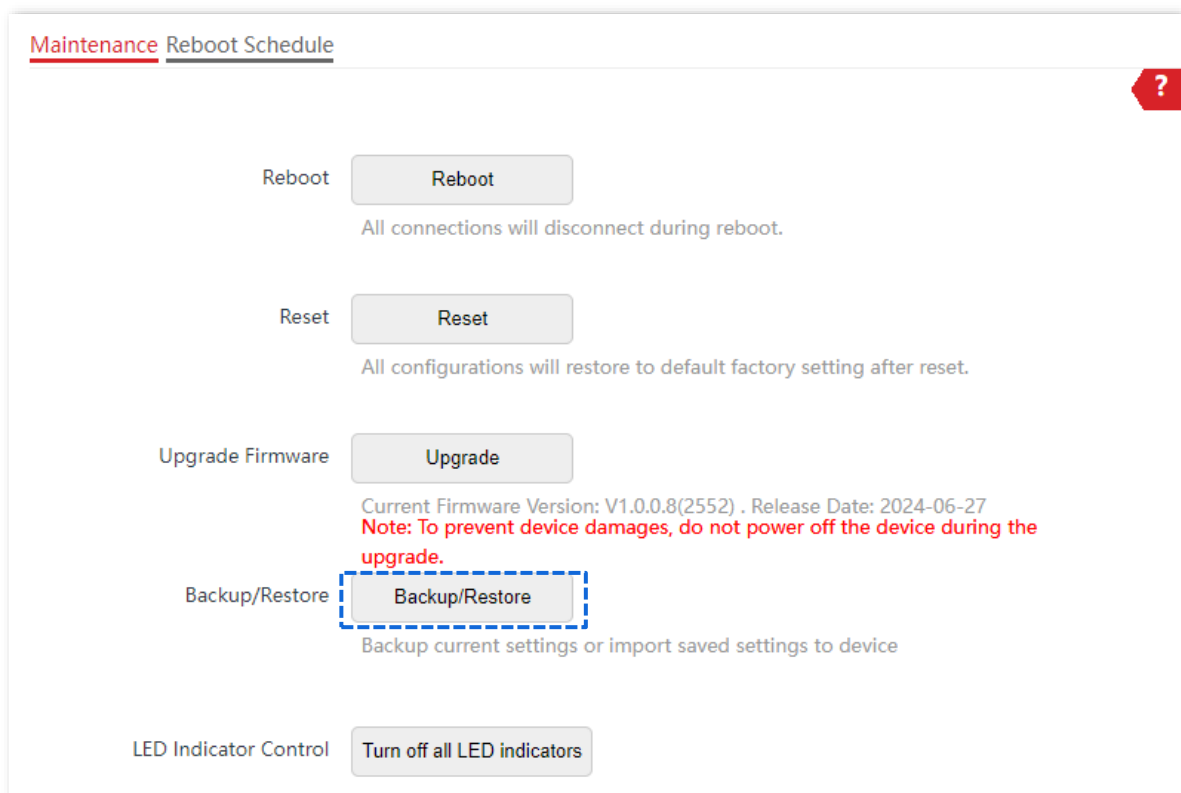 Maintenance Reboot Schedule
?
Reboot Reboot
All connections will disconnect during reboot.
Reset Reset
All configurations will restore to default factory setting after reset.
Upgrade Firmware Upgrade
Current Firmware Version: V1.0.0.8(2552) . Release Date: 2024-06-27
Note: To prevent device damages, do not power off the device during the
upgrade.
Backup/Restore Backup/Restore
Backup current settings or import saved settings to device
LED Indicator Control Turn off all LED indicators